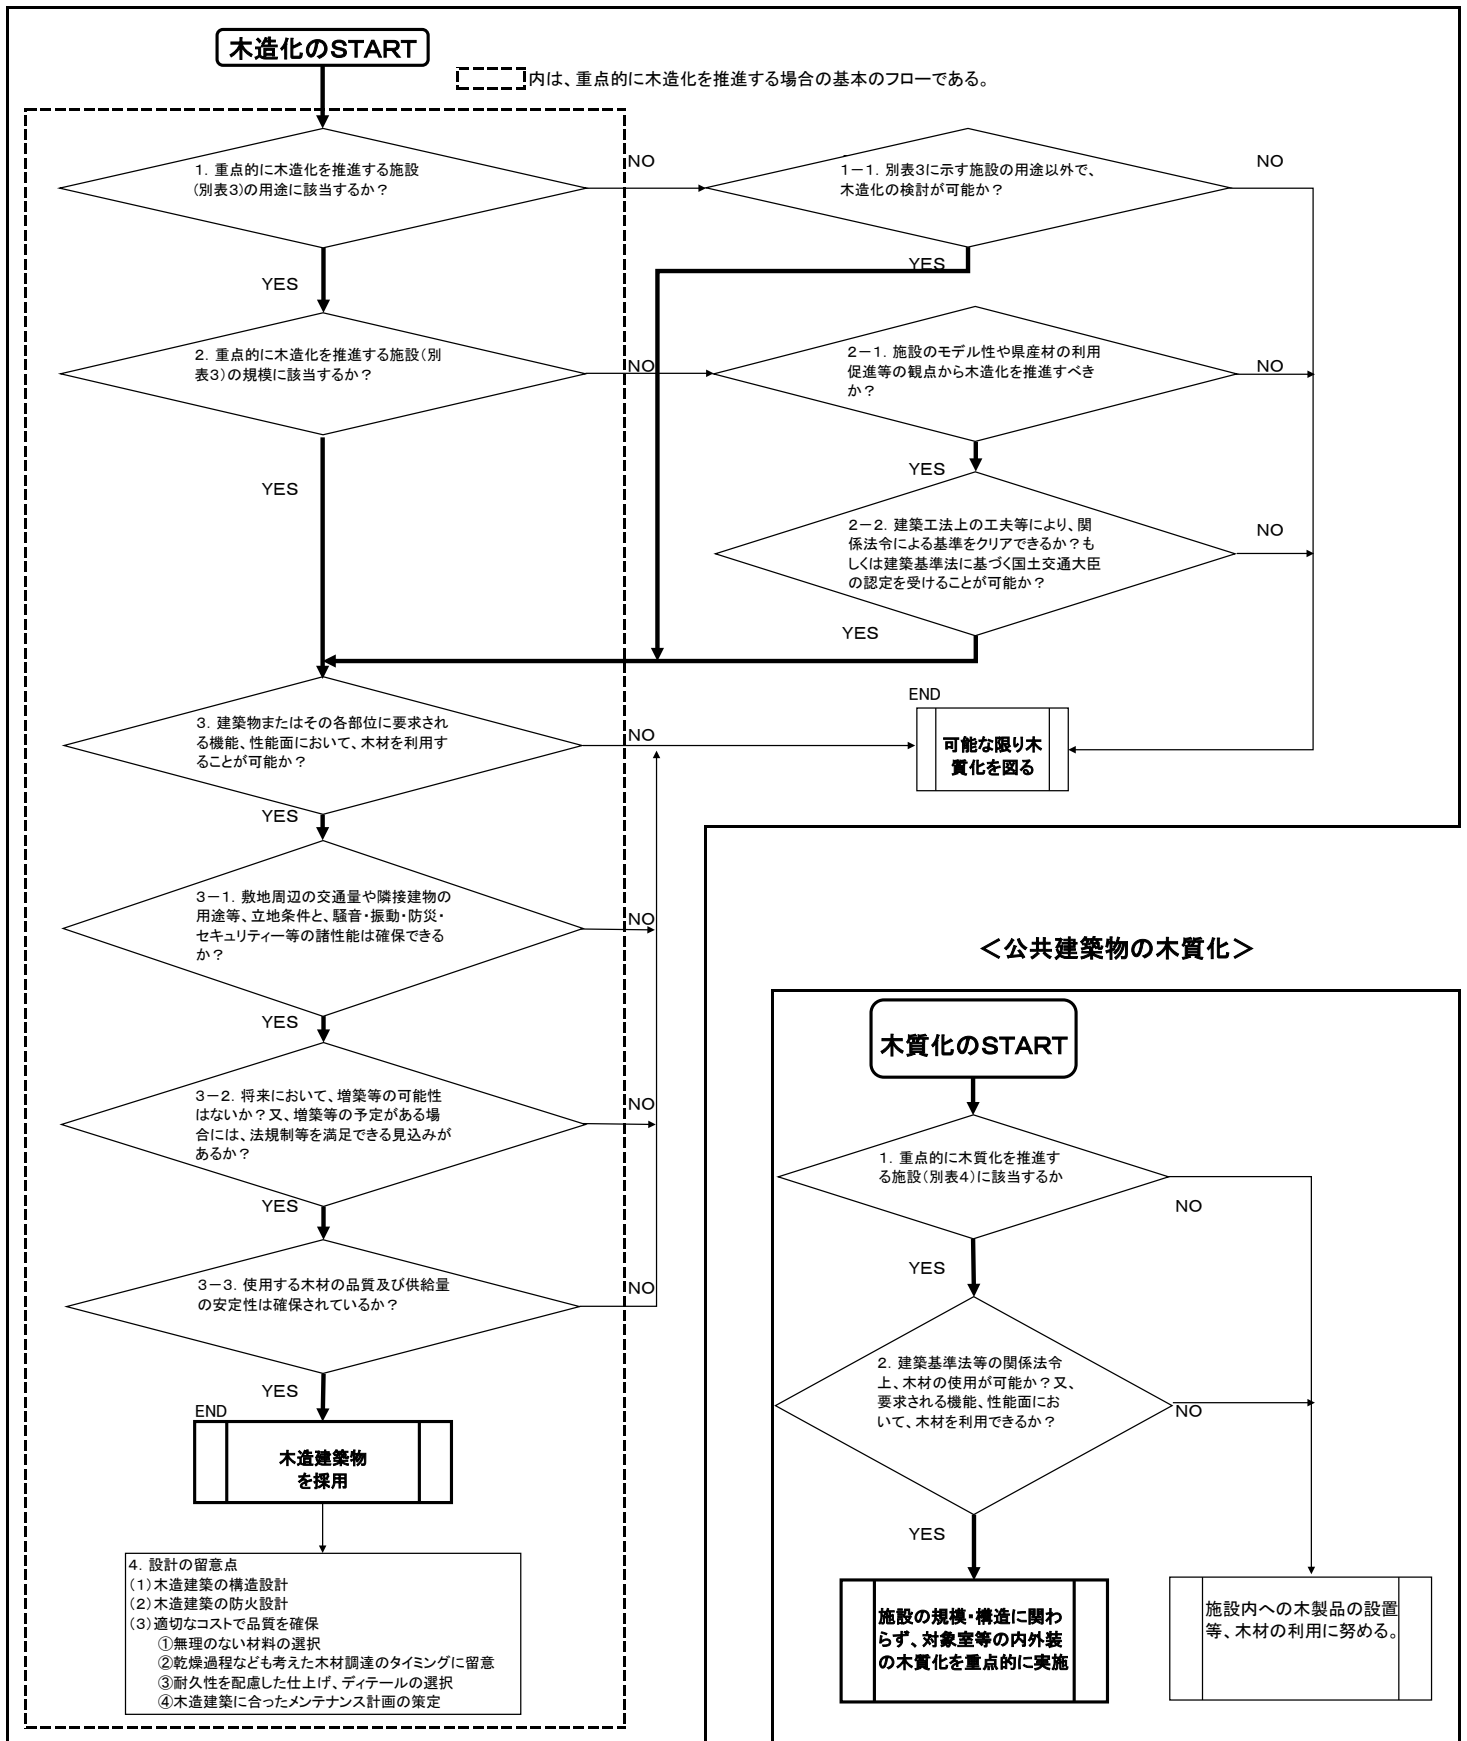 木造化のSTART
内は、重点的に木造化を推進する場合の基本のフローである。
1．重点的に木造化を推進する施設
（別表3）の用途に該当するか？
NO
YES
1－1．別表3に示す施設の用途以外で、
木造化の検討が可能か？
NO
YES
2．重点的に木造化を推進する施設（別
表3）の規模に該当するか？
NO
YES
2－1．施設のモデル性や県産材の利用
促進等の観点から木造化を推進すべき
か？
NO
YES
2－2．建築工法上の工夫等により、関
係法令による基準をクリアできるか？も
しくは建築基準法に基づく国土交通大臣
の認定を受けることが可能か？
NO
YES
3．建築物またはその各部位に要求され
る機能、性能面において、木材を利用す
ることが可能か？
NO
YES
END
可能な限り木
質化を図る
3－1．敷地周辺の交通量や隣接建物の
用途等、立地条件と、騒音・振動・防災・
セキュリティー等の諸性能は確保できる
か？
NO
YES
3－2．将来において、増築等の可能性
はないか？又、増築等の予定がある場
合には、法規制等を満足できる見込みが
あるか？
NO
YES
3－3．使用する木材の品質及び供給量
の安定性は確保されているか？
NO
YES
END
木造建築物
を採用
4．設計の留意点
（1）木造建築の構造設計
（2）木造建築の防火設計
（3）適切なコストで品質を確保
①無理のない材料の選択
②乾燥過程なども考えた木材調達のタイミングに留意
③耐久性を配慮した仕上げ、ディテールの選択
④木造建築に合ったメンテナンス計画の策定
＜公共建築物の木質化＞
木質化のSTART
1．重点的に木質化を推進す
る施設（別表4）に該当するか
NO
YES
2．建築基準法等の関係法令
上、木材の使用が可能か？又、
要求される機能、性能面にお
いて、木材を利用できるか？
NO
YES
施設の規模・構造に関わ
らず、対象室等の内外装
の木質化を重点的に実施
施設内への木製品の設置
等、木材の利用に努める。